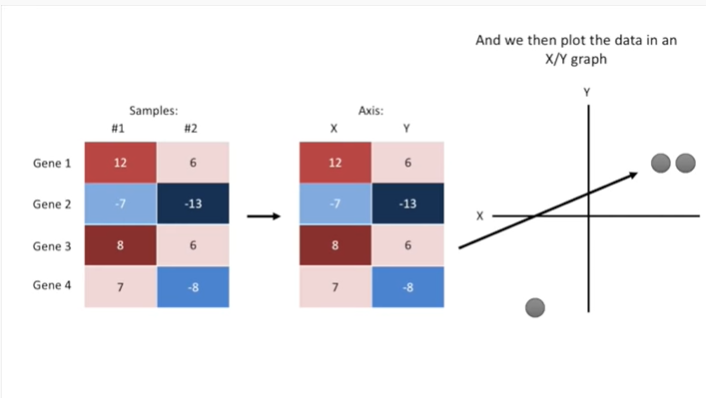 And we then plot the data in an
X/Y graph
Samples:
#1 #2
Gene 1 12 6
Gene 2 -7 -13
Gene 3 8 6
Gene 4 7 -8
Axis:
X Y
12 6
-7 -13
8 6
7 -8
Y
X